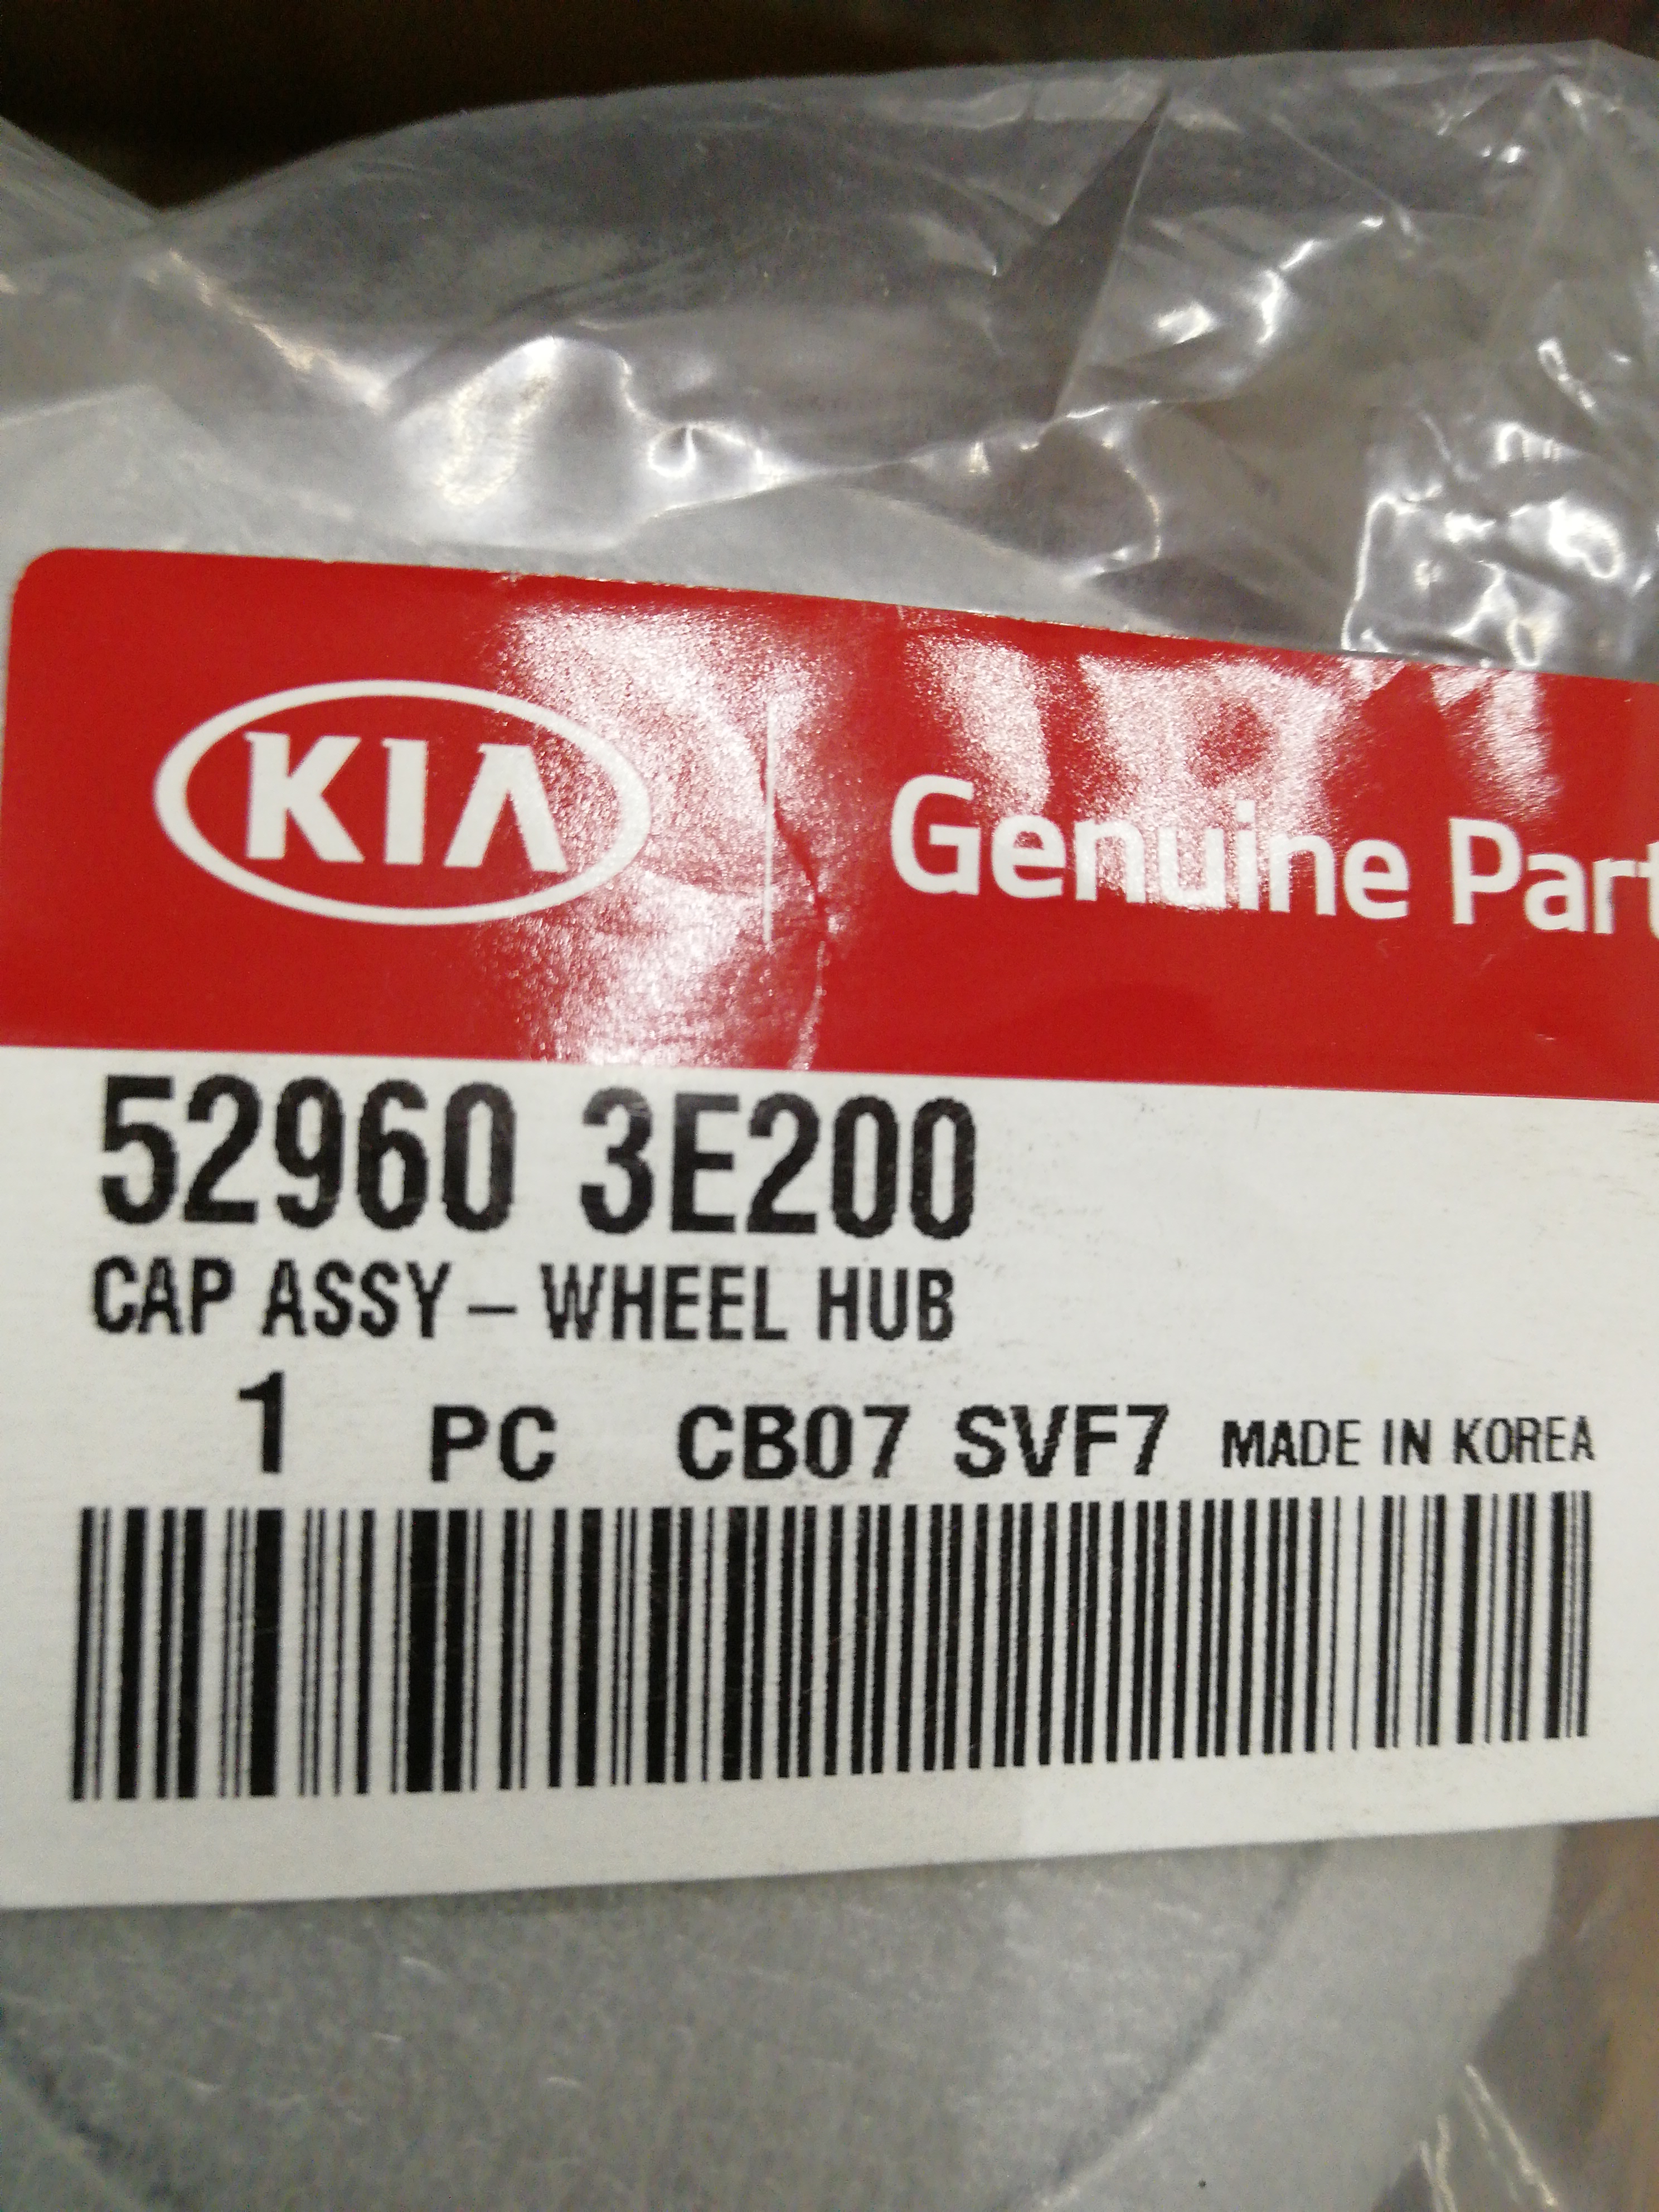 KIA Genuine Part
52960 3E200
CAP ASSY – WHEEL HUB
1 PC CB07 SVF7 MADE IN KOREA